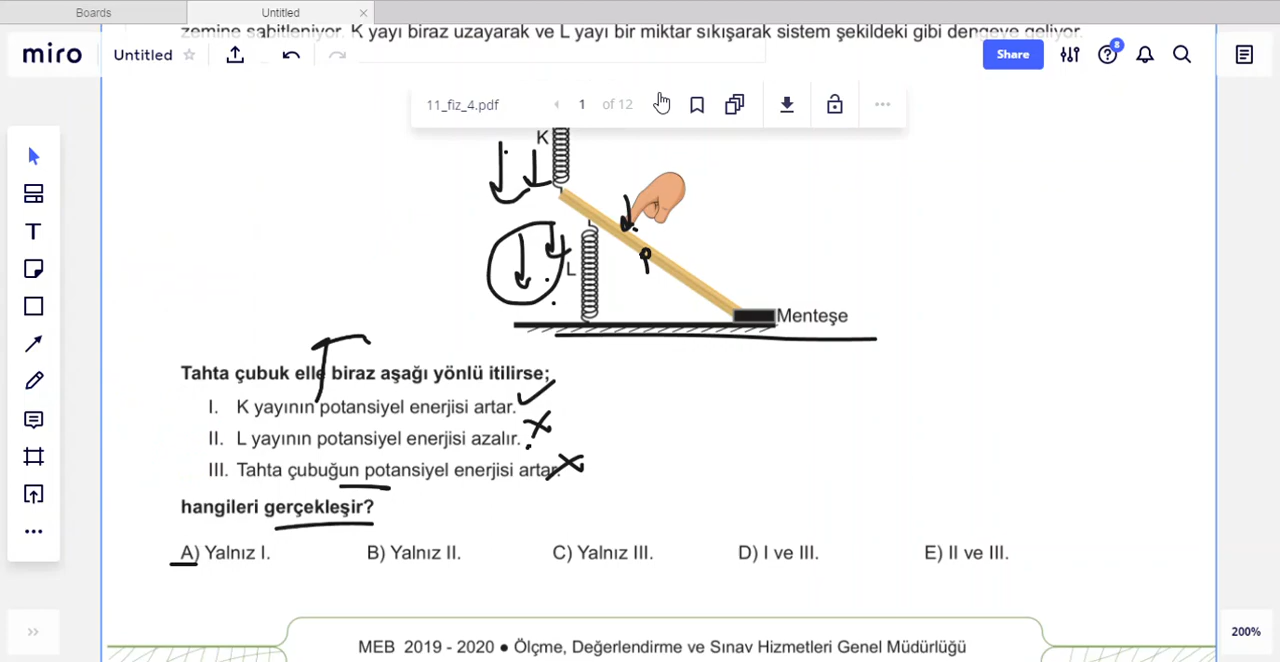 Boards
Untitled
zemine sabitleniyor. K yayı biraz uzayarak ve L yayı bir miktar sıkışarak sistem şekildeki gibi dengeye geliyor.
miro
Untitled
Share
8
11_fiz_4.pdf
1 of 12
K
L
P
Menteşe
Tahta çubuk elle biraz aşağı yönlü itilirse;
I. K yayının potansiyel enerjisi artar.
II. L yayının potansiyel enerjisi azalır.
III. Tahta çubuğun potansiyel enerjisi artar.
hangileri gerçekleşir?
A) Yalnız I. B) Yalnız II. C) Yalnız III. D) I ve III. E) II ve III.
MEB 2019 - 2020 ● Ölçme, Değerlendirme ve Sınav Hizmetleri Genel Müdürlüğü
200%